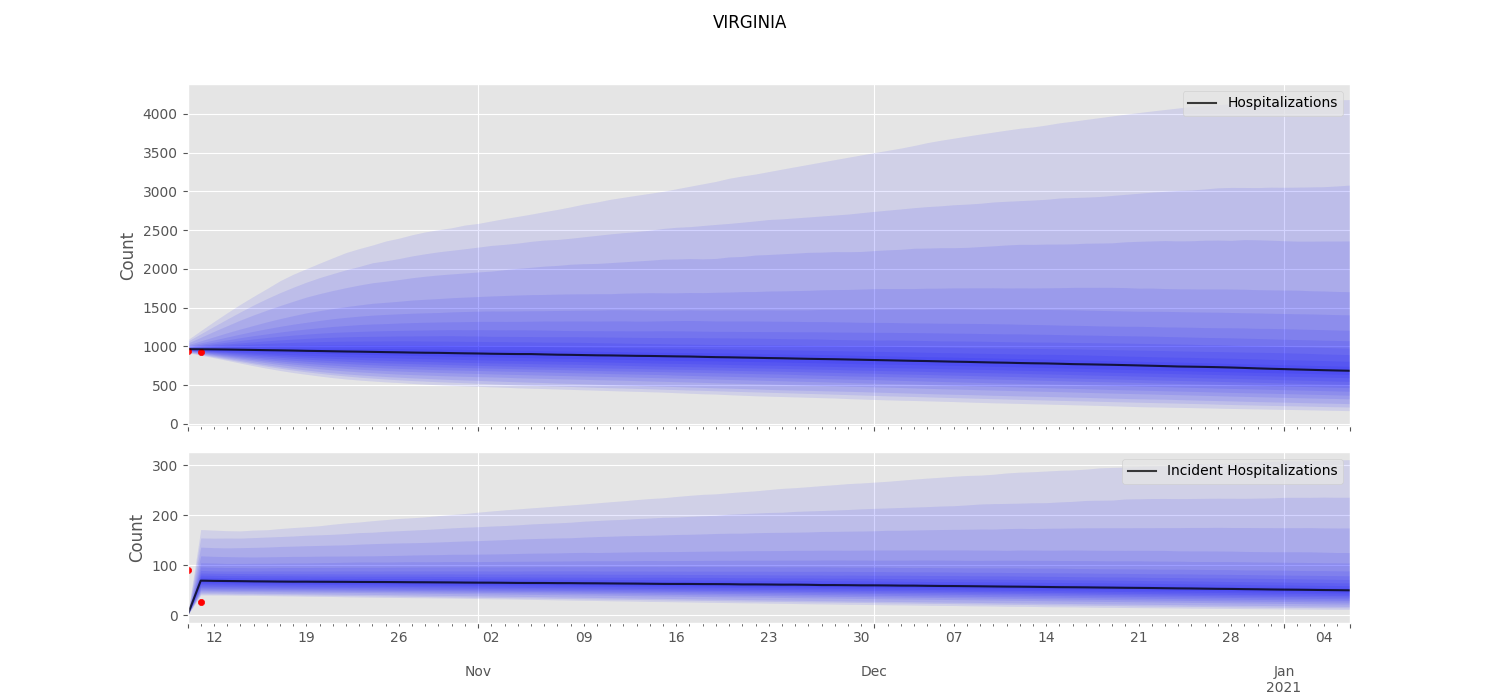 VIRGINIA
Hospitalizations
Count
4000
3500
3000
2500
2000
1500
1000
500
0
Incident Hospitalizations
Count
300
200
100
0
12 19 26 02 09 16 23 30 07 14 21 28 04
Nov Dec Jan
2021